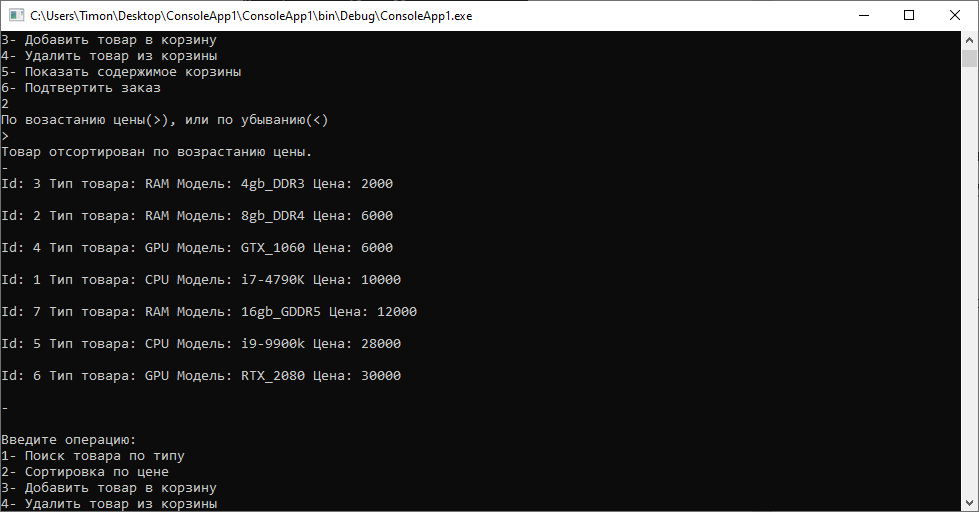 C:\Users\Timon\Desktop\ConsoleApp1\ConsoleApp1\bin\Debug\ConsoleApp1.exe
3- Добавить товар в корзину
4- Удалить товар из корзины
5- Показать содержимое корзины
6- Подтвертить заказ
2
По возастанию цены(>), или по убыванию(<)
>
Товар отсортирован по возрастанию цены.
-
Id: 3 Тип товара: RAM Модель: 4gb_DDR3 Цена: 2000
Id: 2 Тип товара: RAM Модель: 8gb_DDR4 Цена: 6000
Id: 4 Тип товара: GPU Модель: GTX_1060 Цена: 6000
Id: 1 Тип товара: CPU Модель: i7-4790K Цена: 10000
Id: 7 Тип товара: RAM Модель: 16gb_GDDR5 Цена: 12000
Id: 5 Тип товара: CPU Модель: i9-9900k Цена: 28000
Id: 6 Тип товара: GPU Модель: RTX_2080 Цена: 30000
-
Введите операцию:
1- Поиск товара по типу
2- Сортировка по цене
3- Добавить товар в корзину
4- Удалить товар из корзины